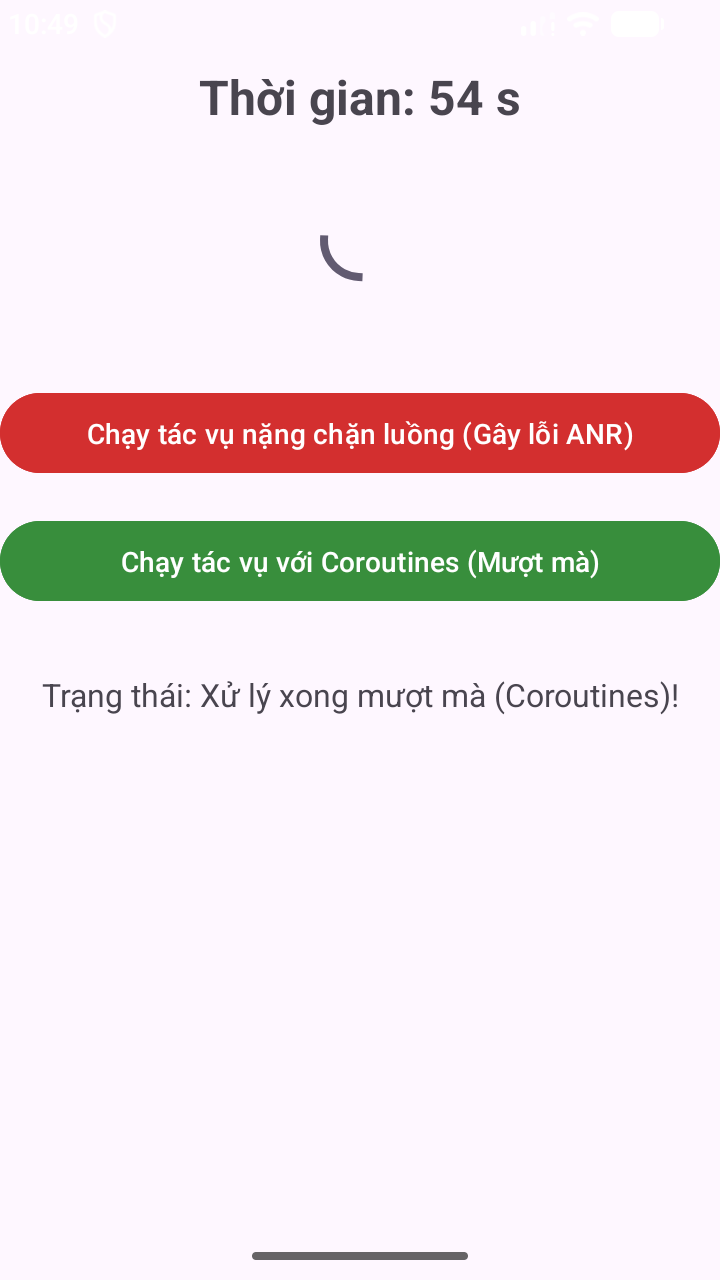 10:49
Thời gian: 54 s
Chạy tác vụ nặng chặn luồng (Gây lỗi ANR)
Chạy tác vụ với Coroutines (Mượt mà)
Trạng thái: Xử lý xong mượt mà (Coroutines)!